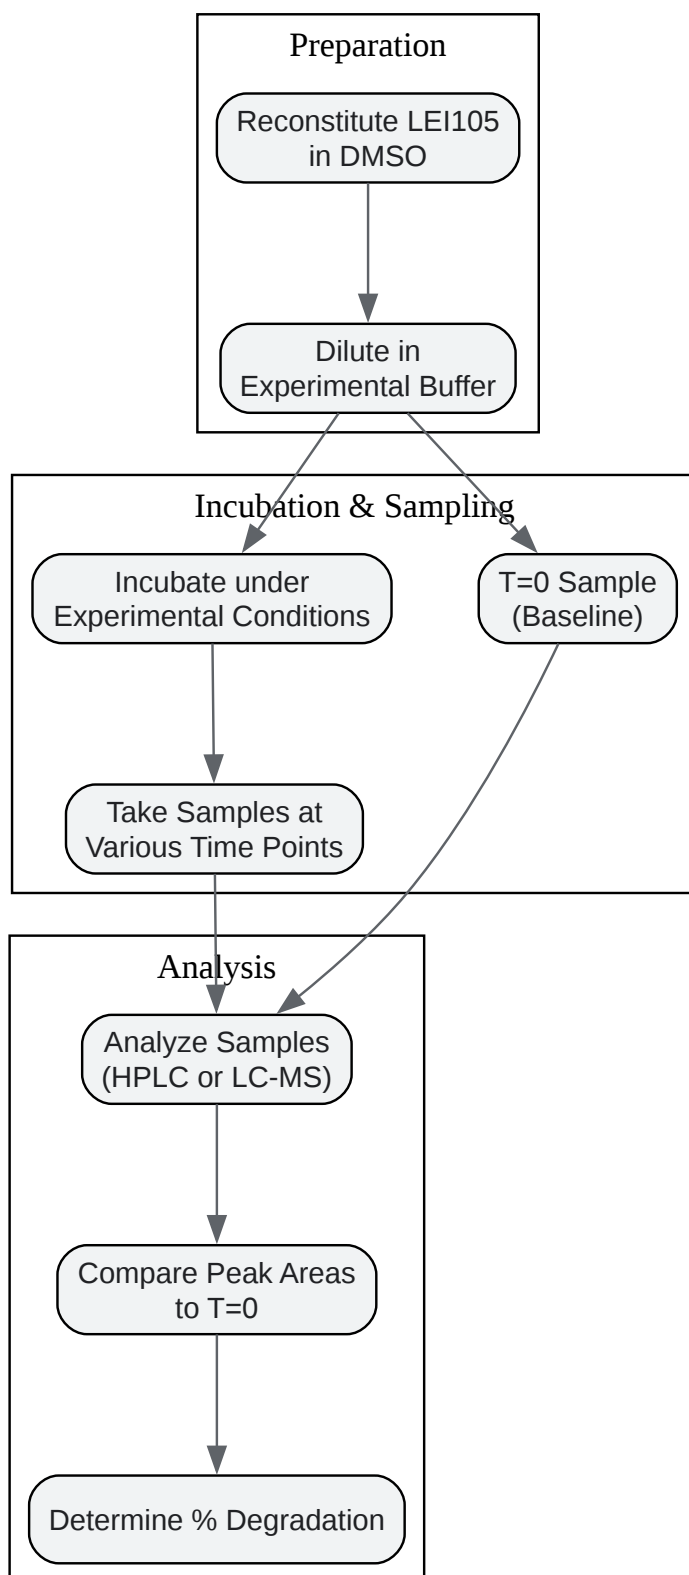 Preparation
Reconstitute LEI105
in DMSO
Dilute in
Experimental Buffer
Incubation & Sampling
Incubate under
Experimental Conditions
T=0 Sample
(Baseline)
Take Samples at
Various Time Points
Analysis
Analyze Samples
(HPLC or LC-MS)
Compare Peak Areas
to T=0
Determine % Degradation